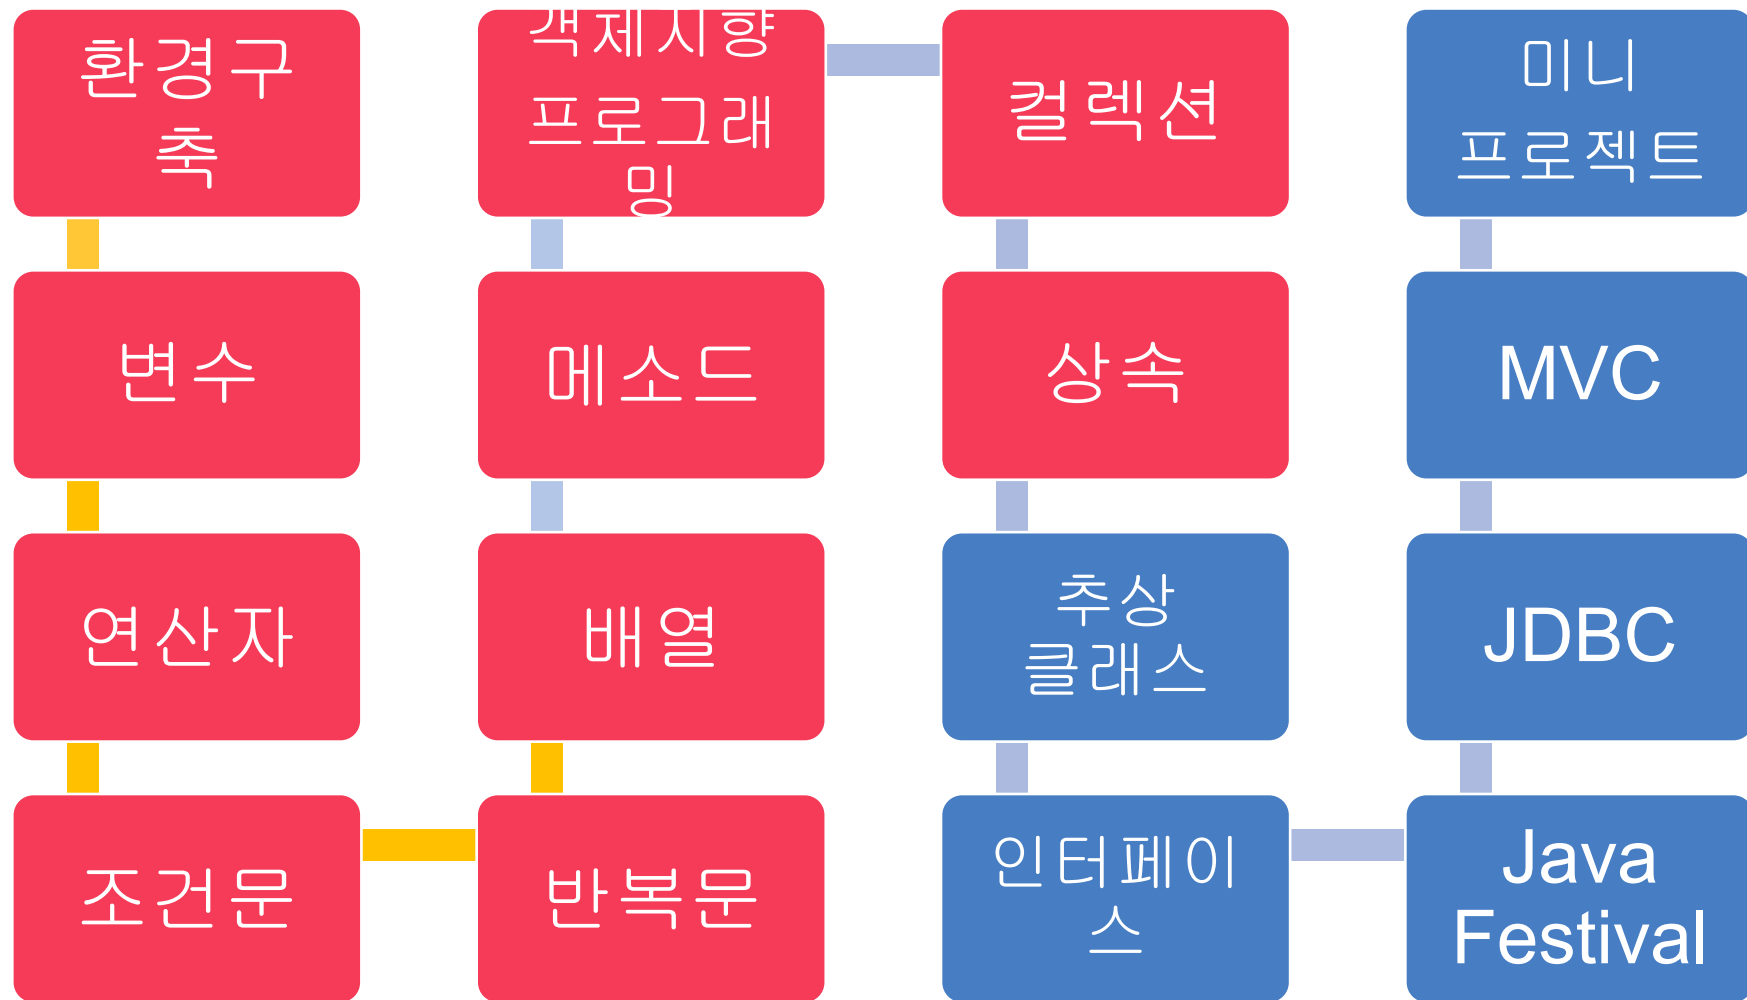 환경구
축
변수
연산자
조건문
반복문
배열
메소드
객체지향
프로그래
밍
컬렉션
상속
추상
클래스
인터페이
스
Java
Festival
JDBC
MVC
미니
프로젝트